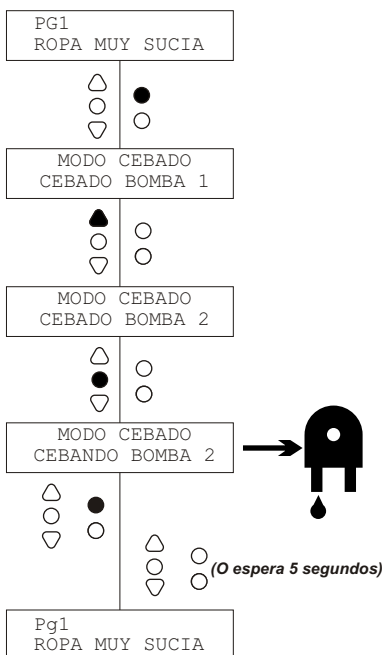 PG1
ROPA MUY SUCIA
MODO CEBADO
CEBADO BOMBA 1
MODO CEBADO
CEBADO BOMBA 2
MODO CEBADO
CEBANDO BOMBA 2
(O espera 5 segundos)
Pg1
ROPA MUY SUCIA